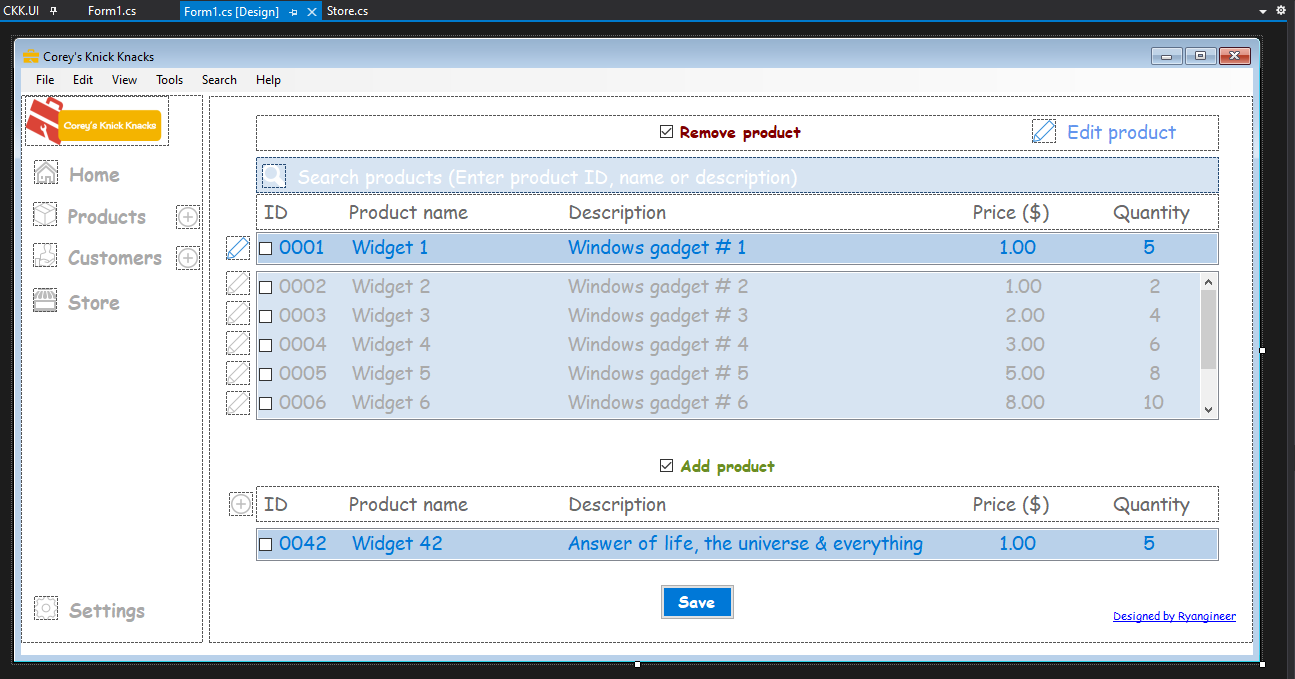 CKK.UI Form1.cs Form1.cs [Design] Store.cs
Corey's Knick Knacks
File Edit View Tools Search Help
Corey's Knick Knacks
Home
Products
Customers
Store
Settings
Remove product Edit product
Search products (Enter product ID, name or description)
ID Product name Description Price ($) Quantity
0001 Widget 1 Windows gadget # 1 1.00 5
0002 Widget 2 Windows gadget # 2 1.00 2
0003 Widget 3 Windows gadget # 3 2.00 4
0004 Widget 4 Windows gadget # 4 3.00 6
0005 Widget 5 Windows gadget # 5 5.00 8
0006 Widget 6 Windows gadget # 6 8.00 10
Add product
ID Product name Description Price ($) Quantity
0042 Widget 42 Answer of life, the universe & everything 1.00 5
Save
Designed by Ryangineer